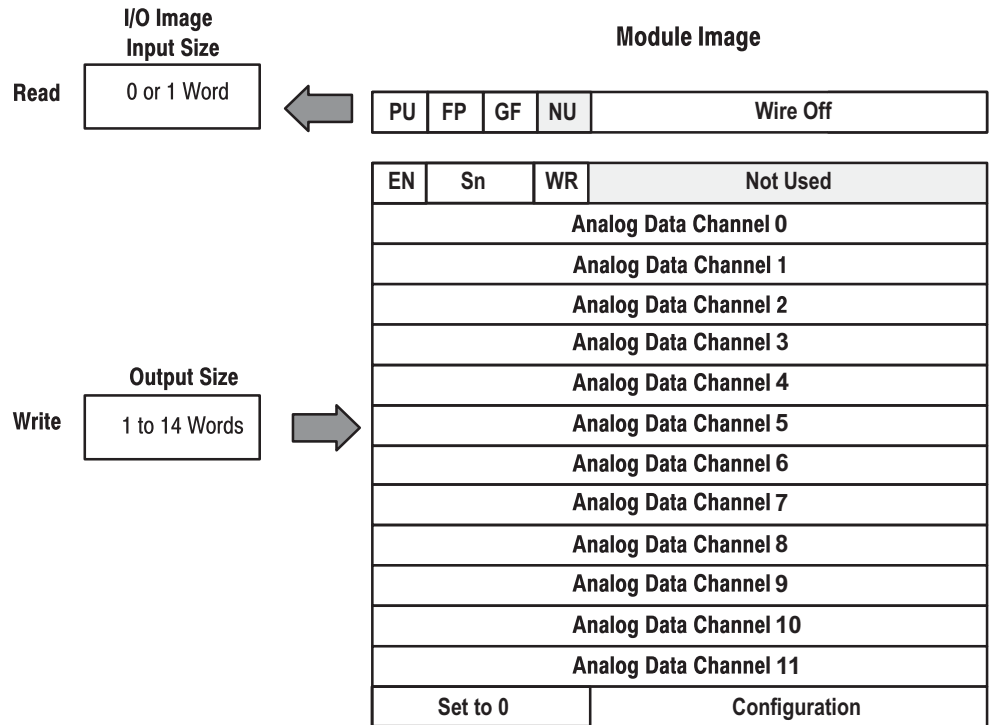 I/O Image
Input Size
Module Image
Read
0 or 1 Word
PU FP GF NU Wire Off
EN Sn WR Not Used
Analog Data Channel 0
Analog Data Channel 1
Analog Data Channel 2
Analog Data Channel 3
Analog Data Channel 4
Analog Data Channel 5
Analog Data Channel 6
Analog Data Channel 7
Analog Data Channel 8
Analog Data Channel 9
Analog Data Channel 10
Analog Data Channel 11
Set to 0 Configuration
Output Size
Write
1 to 14 Words